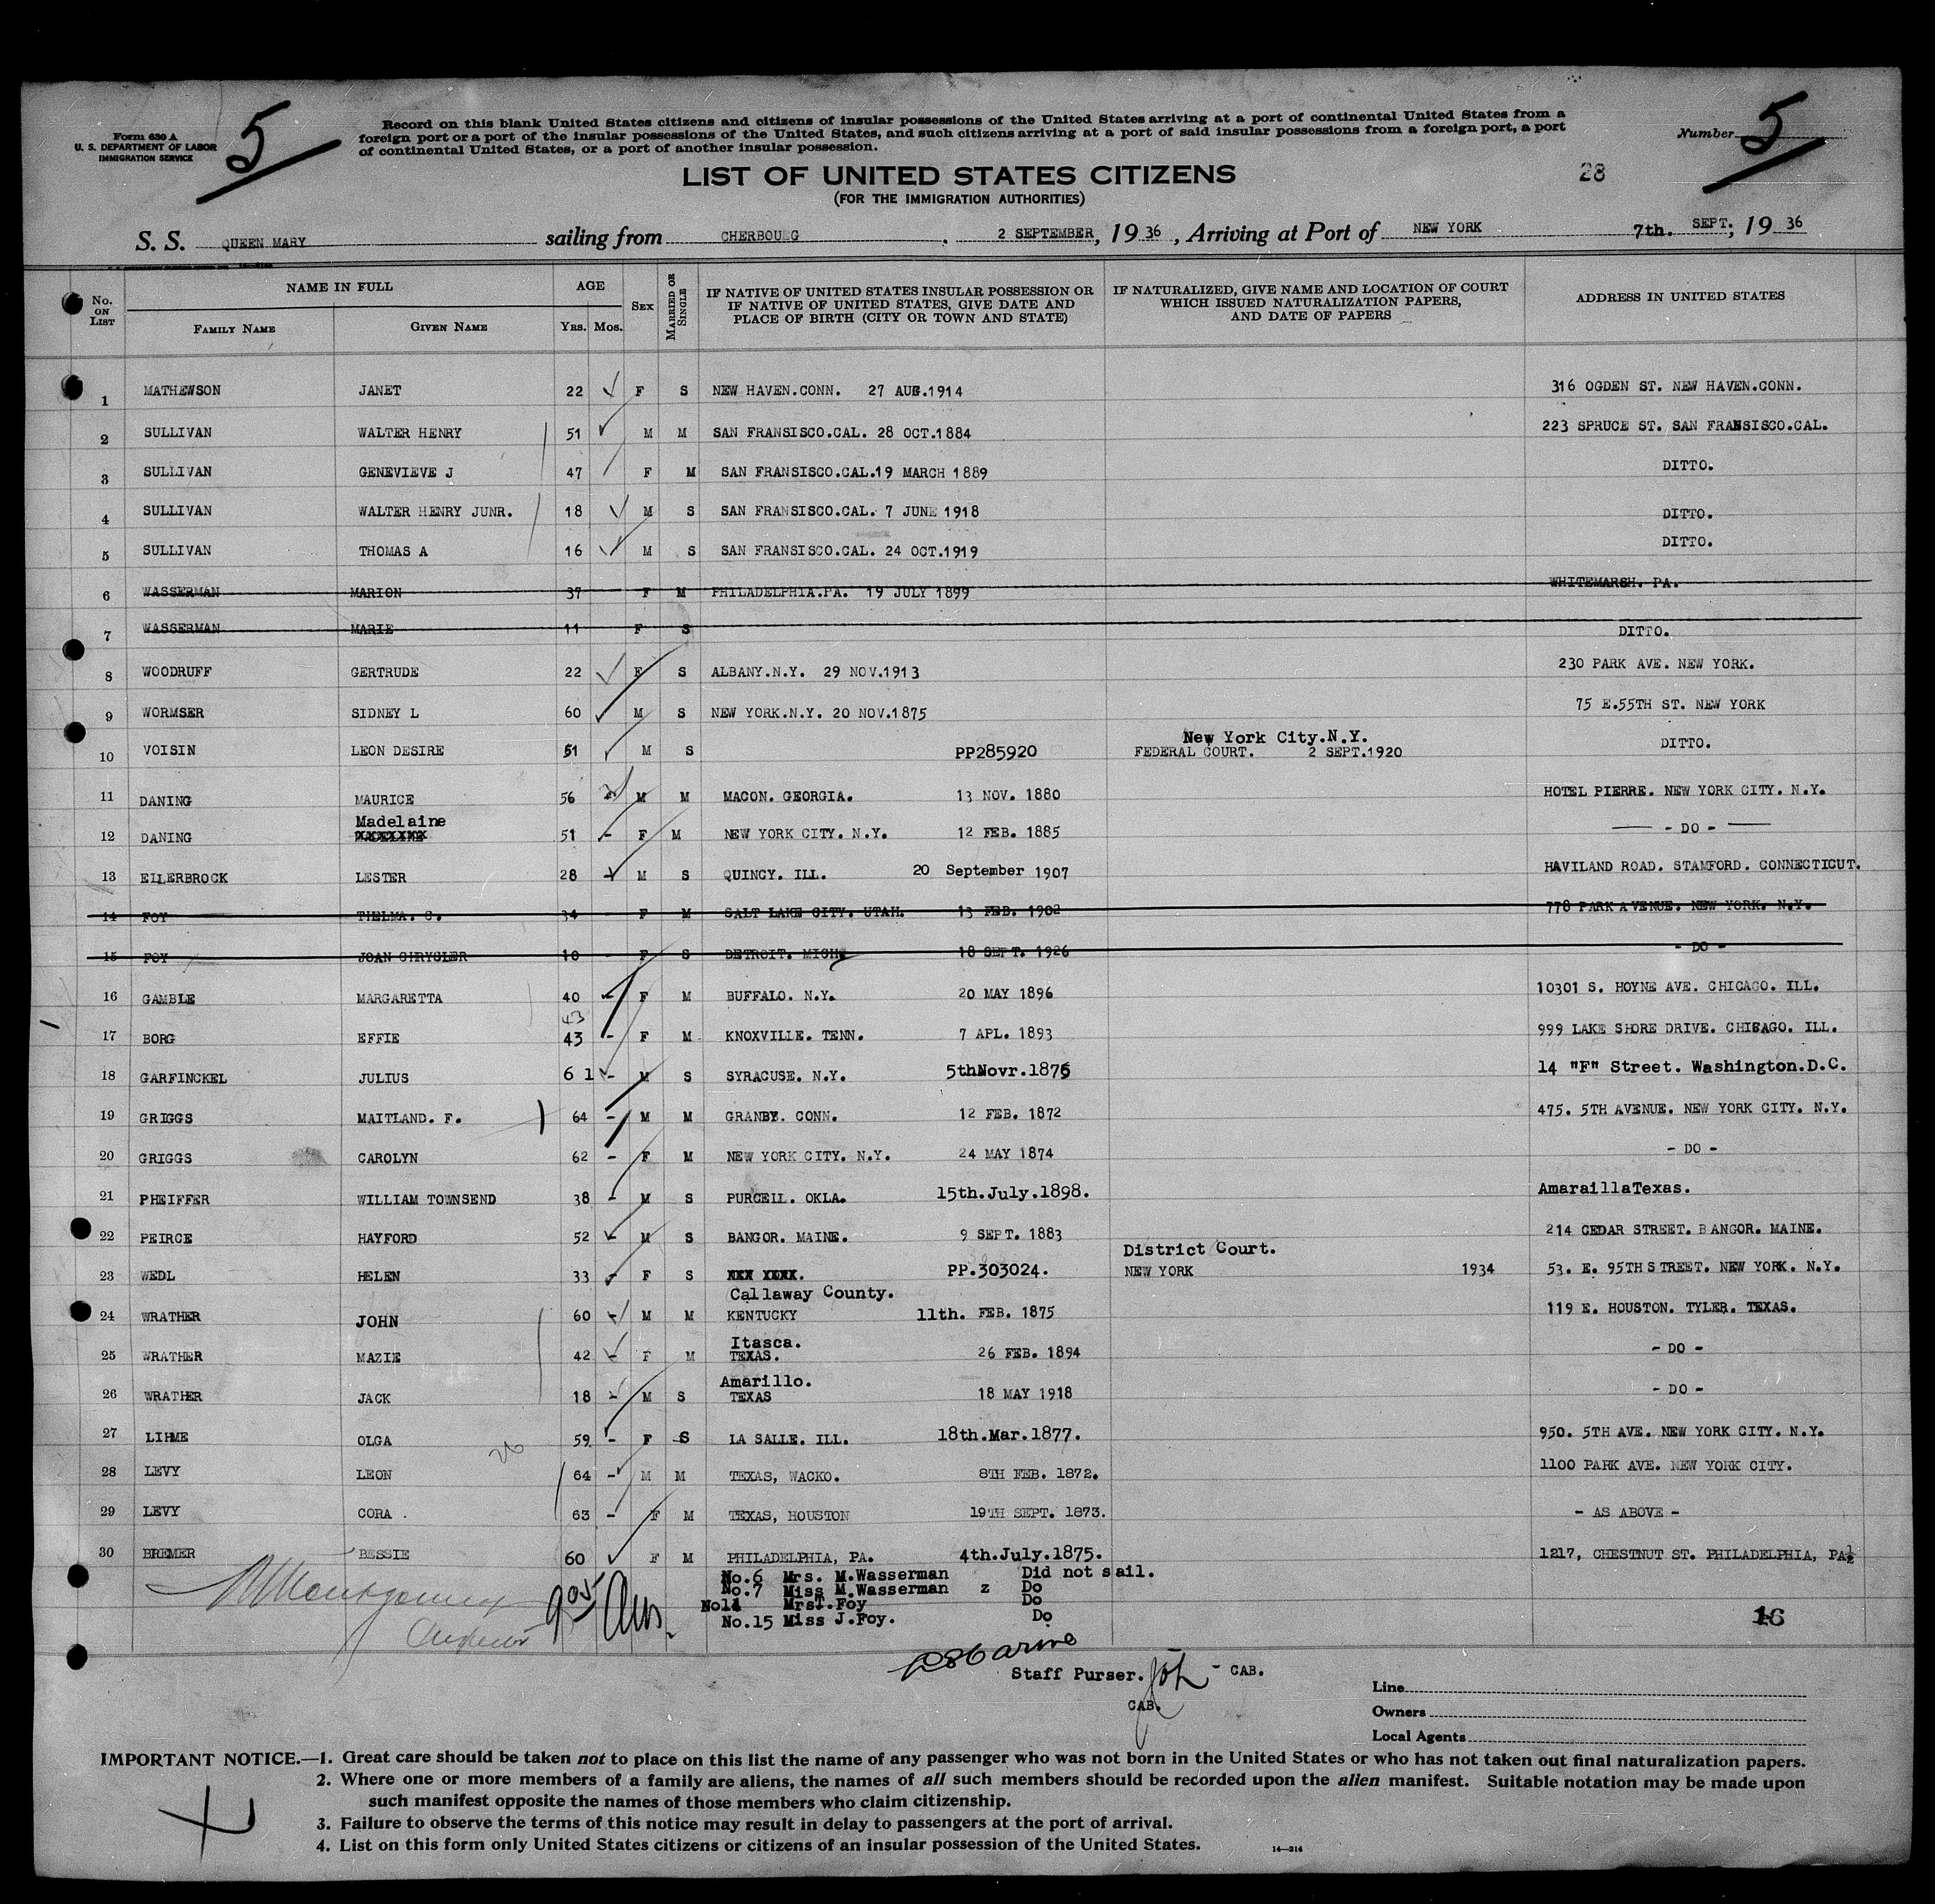 Form 630 A
U. S. DEPARTMENT OF LABOR
IMMIGRATION SERVICE
5
Record on this blank United States citizens and citizens of insular possessions of the United States arriving at a port of continental United States from a
foreign port or a port of the insular possessions of the United States, and such citizens arriving at a port of said insular possessions from a foreign port, a port
of continental United States, or a port of another insular possession.
Number 5
LIST OF UNITED STATES CITIZENS
(FOR THE IMMIGRATION AUTHORITIES)
28
S. S. QUEEN MARY sailing from CHERBOURG . 2 SEPTEMBER, 19 36, Arriving at Port of NEW YORK 7th. SEPT; 19 36
No. ON LIST
NAME IN FULL
FAMILY NAME GIVEN NAME
AGE
YRS. MOS.
SEX
MARRIED OR SINGLE
IF NATIVE OF UNITED STATES INSULAR POSSESSION OR
IF NATIVE OF UNITED STATES, GIVE DATE AND
PLACE OF BIRTH (CITY OR TOWN AND STATE)
IF NATURALIZED, GIVE NAME AND LOCATION OF COURT
WHICH ISSUED NATURALIZATION PAPERS,
AND DATE OF PAPERS
ADDRESS IN UNITED STATES
1 MATHEWSON JANET 22 F S NEW HAVEN.CONN. 27 AUG.1914 316 OGDEN ST. NEW HAVEN.CONN.
2 SULLIVAN WALTER HENRY 51 M M SAN FRANSISCO.CAL. 28 OCT.1884 223 SPRUCE ST. SAN FRANSISCO.CAL.
3 SULLIVAN GENEVIEVE J 47 F M SAN FRANSISCO.CAL.19 MARCH 1889 DITTO.
4 SULLIVAN WALTER HENRY JUNR. 18 M S SAN FRANSISCO.CAL. 7 JUNE 1918 DITTO.
5 SULLIVAN THOMAS A 16 M S SAN FRANSISCO.CAL. 24 OCT.1919 DITTO.
6 WASSERMAN MARION 37 F M PHILADELPHIA.PA. 19 JULY 1899 WHITEMARSH. PA.
7 WASSERMAN MARIE 11 F S DITTO.
8 WOODRUFF GERTRUDE 22 F S ALBANY.N.Y. 29 NOV.1913 230 PARK AVE. NEW YORK.
9 WORMSER SIDNEY L 60 M S NEW YORK.N.Y. 20 NOV.1875 75 E.55TH ST. NEW YORK
New York City.N.Y.
10 VOISIN LEON DESIRE 51 M S PP285920 FEDERAL COURT. 2 SEPT.1920 DITTO.
11 DANING MAURICE 56 M M MACON. GEORGIA. 13 NOV. 1880 HOTEL PIERRE. NEW YORK CITY. N.Y.
Madelaine
12 DANING 51 - F M NEW YORK CITY. N.Y. 12 FEB. 1885 - DO -
13 EILERBROCK LESTER 28 - M S QUINCY. ILL. 20 September 1907 HAVILAND ROAD. STAMFORD. CONNECTICUT.
14 FOY THELMA. C. 34 - F M SALT LAKE CITY. UTAH. 13 FEB. 1902 778 PARK AVENUE. NEW YORK. N.Y.
15 FOY JOAN CHRYSLER 10 - F S DETROIT. MICH. 18 SEPT. 1926 - DO -
16 GAMBLE MARGARETTA 40 - F M BUFFALO. N.Y. 20 MAY 1896 10301 S. HOYNE AVE. CHICAGO. ILL.
43
17 BORG EFFIE 43 - F M KNOXVILLE. TENN. 7 APL. 1893 999 LAKE SHORE DRIVE. CHICAGO. ILL.
18 GARFINCKEL JULIUS 6 1 - M S SYRACUSE. N.Y. 5thNovr.1875 14 "F" Street. Washington.D.C.
19 GRIGGS MAITLAND. F. 64 - M M GRANBY. CONN. 12 FEB. 1872 475. 5TH AVENUE. NEW YORK CITY. N.Y.
20 GRIGGS CAROLYN 62 - F M NEW YORK CITY. N.Y. 24 MAY 1874 - DO -
21 PHEIFFER WILLIAM TOWNSEND 38 - M S PURCELL. OKLA. 15th.July.1898. AmaraillaTexas.
22 PEIRCE HAYFORD 52 - M S BANGOR. MAINE. 9 SEPT. 1883 214 CEDAR STREET. BANGOR. MAINE.
District Court.
23 WEDL HELEN 33 - F S PP.303024. NEW YORK 1934 53. E. 95TH STREET. NEW YORK. N.Y.
Callaway County.
24 WRATHER JOHN 60 - M M KENTUCKY 11th. FEB. 1875 119 E. HOUSTON. TYLER. TEXAS.
Itasca.
25 WRATHER MAZIE 42 - F M TEXAS. 26 FEB. 1894 - DO -
Amarillo.
26 WRATHER JACK 18 - M S TEXAS 18 MAY 1918 - DO -
27 LIHME OLGA 59 - F S LA SALLE. ILL. 18th.Mar.1877. 950. 5TH AVE. NEW YORK CITY. N.Y.
28 LEVY LEON 64 - M M TEXAS, WACKO. 8TH FEB. 1872. 1100 PARK AVE. NEW YORK CITY.
29 LEVY CORA . 63 - F M TEXAS, HOUSTON 19TH SEPT. 1873. - AS ABOVE -
30 BREMER BESSIE 60 F M PHILADELPHIA, PA. 4th.July.1875. 1217, CHESTNUT ST. PHILADELPHIA, PA
No.6 Mrs. M.Wasserman Did not sail.
No.7 Miss M.Wasserman z Do
No14 MrsT.Foy Do
No.15 Miss J.Foy. Do
16
Staff Purser. - CAB.
CAB.
Line
Owners
Local Agents
IMPORTANT NOTICE.—1. Great care should be taken not to place on this list the name of any passenger who was not born in the United States or who has not taken out final naturalization papers.
2. Where one or more members of a family are aliens, the names of all such members should be recorded upon the alien manifest. Suitable notation may be made upon
such manifest opposite the names of those members who claim citizenship.
3. Failure to observe the terms of this notice may result in delay to passengers at the port of arrival.
4. List on this form only United States citizens or citizens of an insular possession of the United States.
14—214